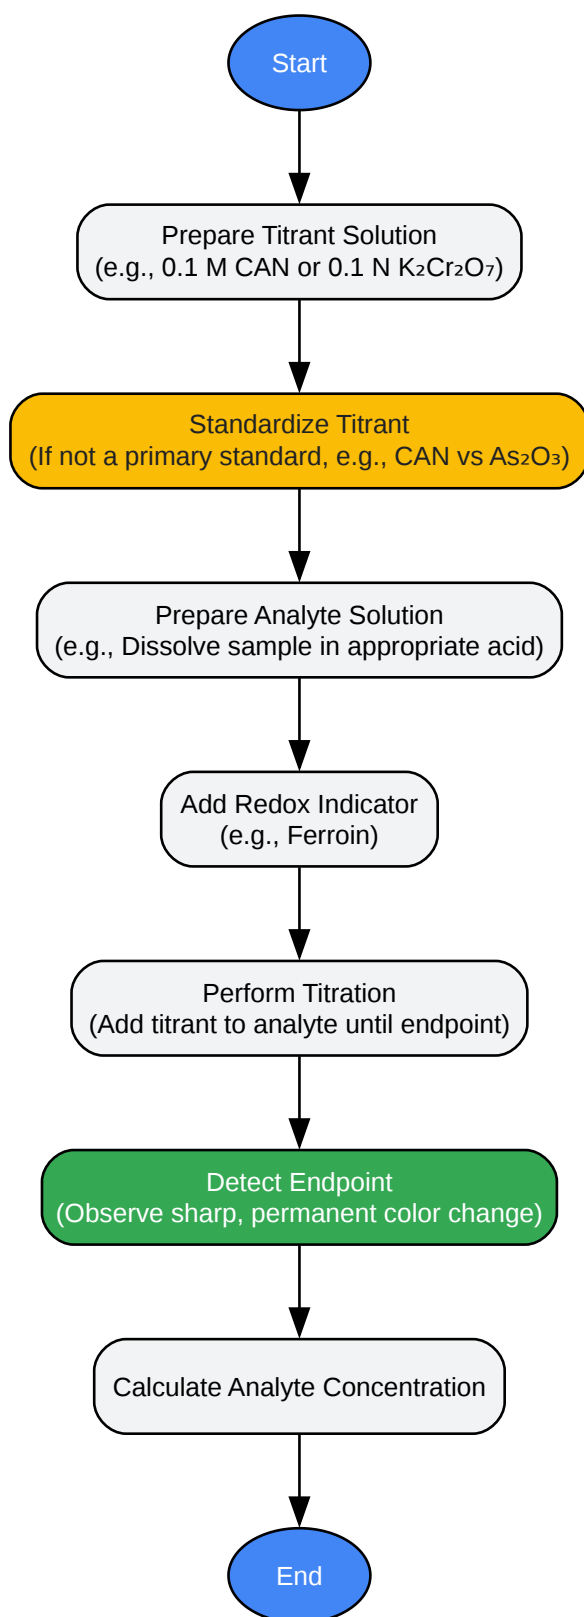 Start
Prepare Titrant Solution
(e.g., 0.1 M CAN or 0.1 N K₂Cr₂O₇)
Standardize Titrant
(If not a primary standard, e.g., CAN vs As₂O₃)
Prepare Analyte Solution
(e.g., Dissolve sample in appropriate acid)
Add Redox Indicator
(e.g., Ferroin)
Perform Titration
(Add titrant to analyte until endpoint)
Detect Endpoint
(Observe sharp, permanent color change)
Calculate Analyte Concentration
End